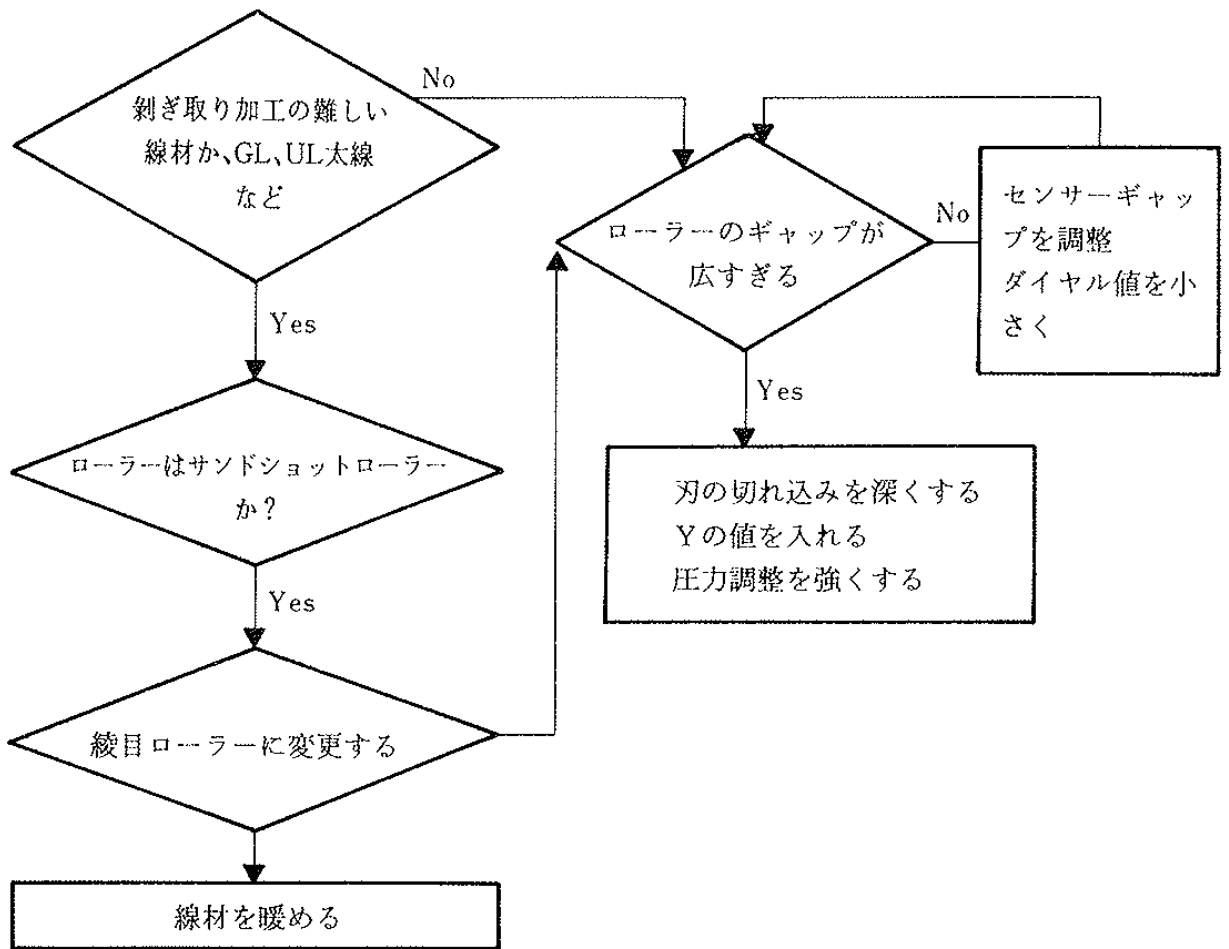 剝ぎ取り加工の難しい
線材か、GL、UL太線
など
No
Yes
ローラーはサンドショットローラー
か?
Yes
綾目ローラーに変更する
線材を暖める
ローラーのギャップが
広すぎる
No
センサーギャッ
プを調整
ダイヤル値を小
さく
Yes
刃の切れ込みを深くする
Yの値を入れる
圧力調整を強くする